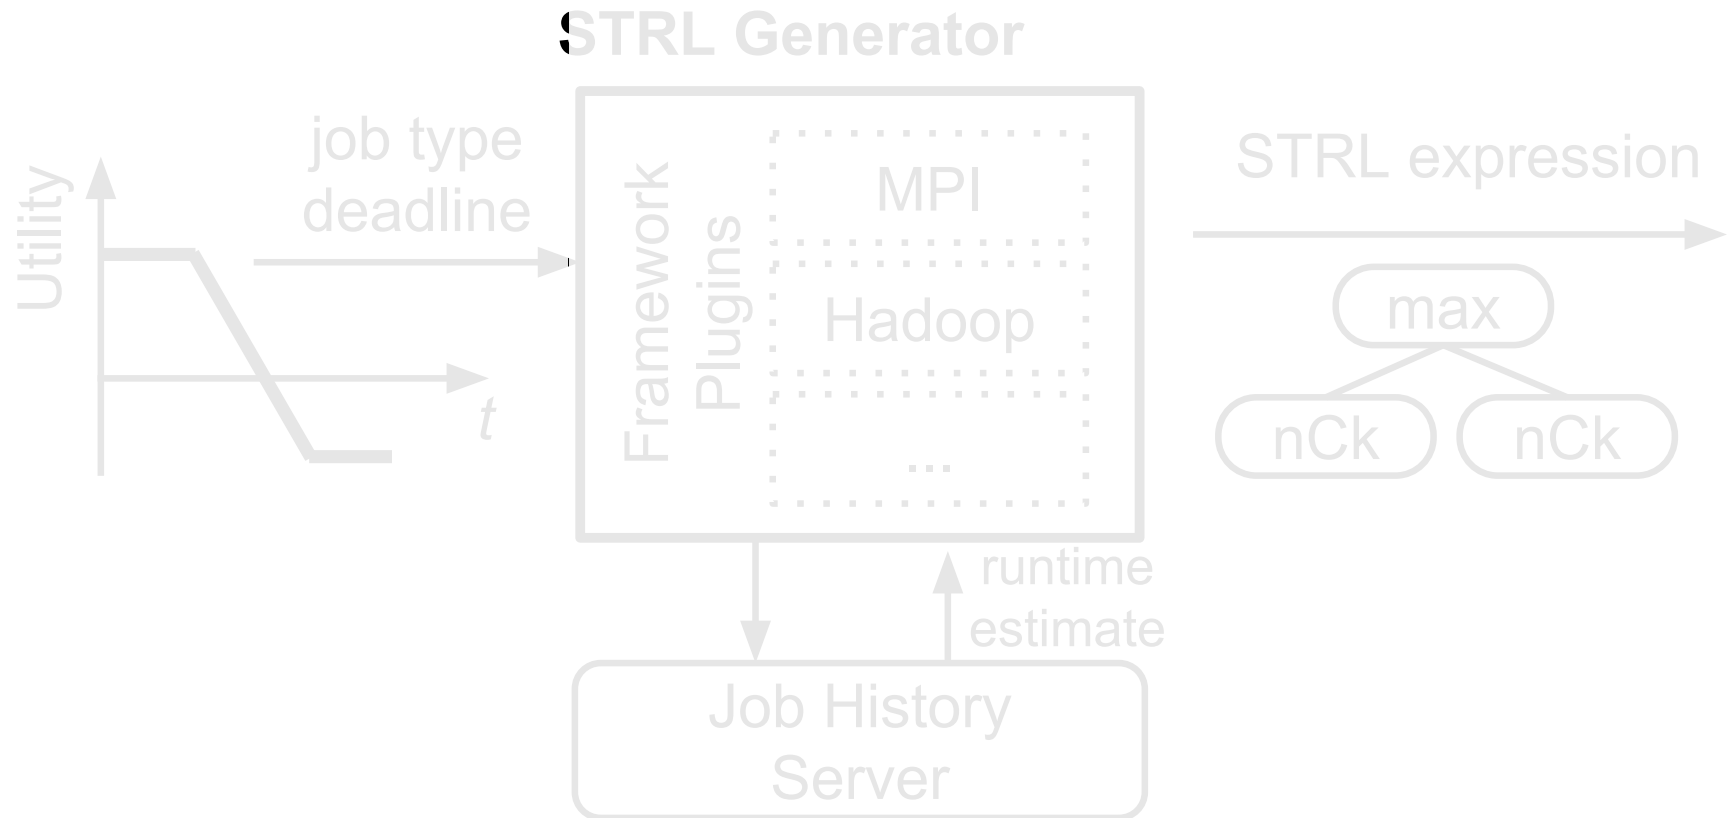 STRL Generator
job type
deadline
Utility
t
Framework
Plugins
MPI
Hadoop
...
STRL expression
max
nCk
nCk
runtime
estimate
Job History
Server